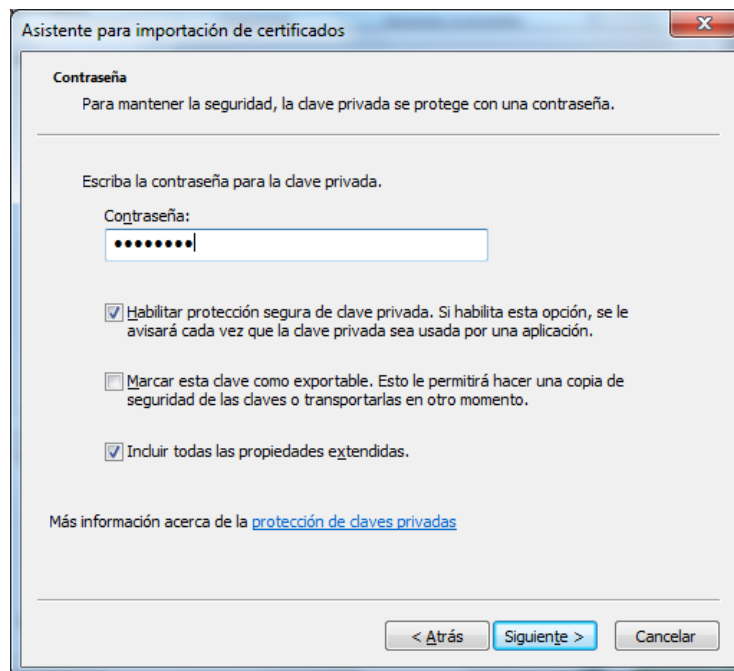 Asistente para importación de certificados
Contraseña
Para mantener la seguridad, la clave privada se protege con una contraseña.
Escriba la contraseña para la clave privada.
Contraseña:
••••••••
Habilitar protección segura de clave privada. Si habilita esta opción, se le
avisará cada vez que la clave privada sea usada por una aplicación.
Marcar esta clave como exportable. Esto le permitirá hacer una copia de
seguridad de las claves o transportarlas en otro momento.
Incluir todas las propiedades extendidas.
Más información acerca de la protección de claves privadas
< Atrás Siguiente > Cancelar